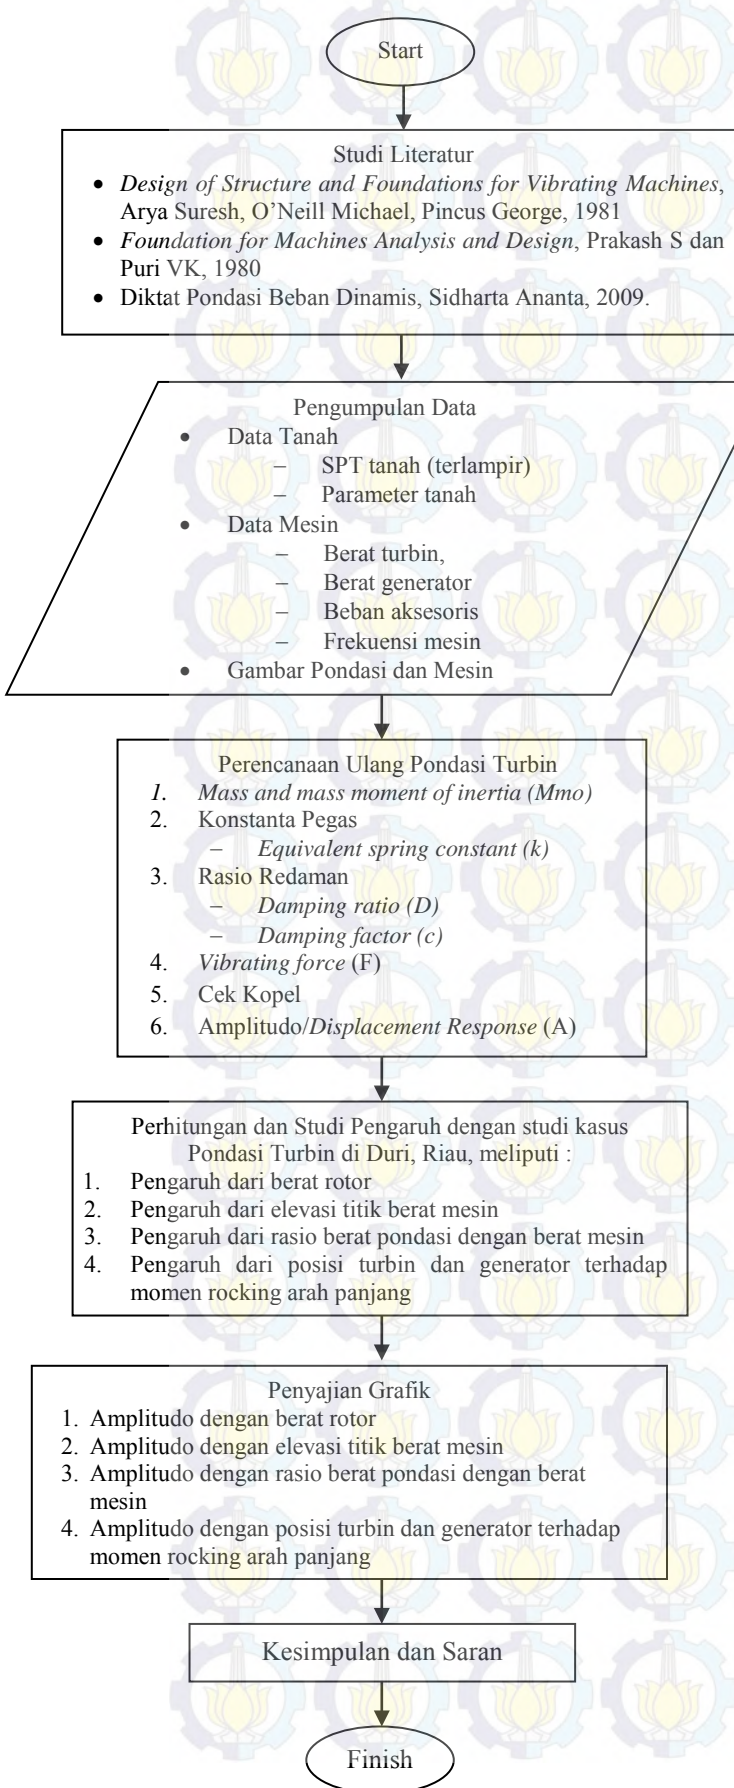 Start
Studi Literatur
• Design of Structure and Foundations for Vibrating Machines,
Arya Suresh, O’Neill Michael, Pincus George, 1981
• Foundation for Machines Analysis and Design, Prakash S dan
Puri VK, 1980
• Diktat Pondasi Beban Dinamis, Sidharta Ananta, 2009.
Pengumpulan Data
• Data Tanah
– SPT tanah (terlampir)
– Parameter tanah
• Data Mesin
– Berat turbin,
– Berat generator
– Beban aksesoris
– Frekuensi mesin
• Gambar Pondasi dan Mesin
Perencanaan Ulang Pondasi Turbin
1. Mass and mass moment of inertia (Mmo)
2. Konstanta Pegas
– Equivalent spring constant (k)
3. Rasio Redaman
– Damping ratio (D)
– Damping factor (c)
4. Vibrating force (F)
5. Cek Kopel
6. Amplitudo/Displacement Response (A)
Perhitungan dan Studi Pengaruh dengan studi kasus
Pondasi Turbin di Duri, Riau, meliputi :
1. Pengaruh dari berat rotor
2. Pengaruh dari elevasi titik berat mesin
3. Pengaruh dari rasio berat pondasi dengan berat mesin
4. Pengaruh dari posisi turbin dan generator terhadap
momen rocking arah panjang
Penyajian Grafik
1. Amplitudo dengan berat rotor
2. Amplitudo dengan elevasi titik berat mesin
3. Amplitudo dengan rasio berat pondasi dengan berat
mesin
4. Amplitudo dengan posisi turbin dan generator terhadap
momen rocking arah panjang
Kesimpulan dan Saran
Finish